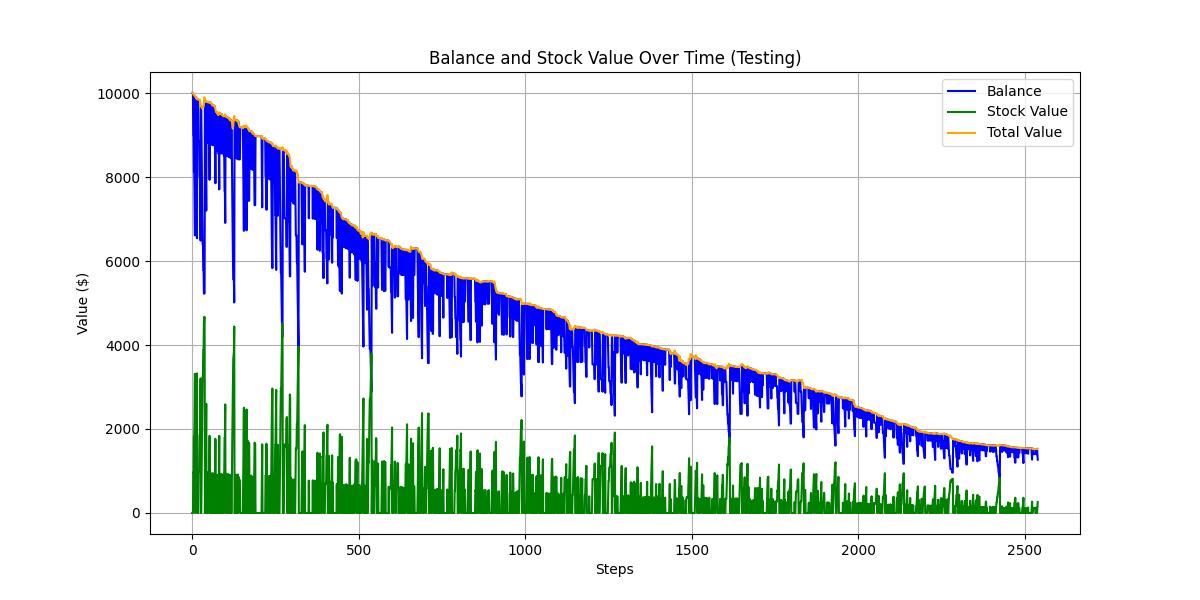 Balance and Stock Value Over Time (Testing)
Balance
Stock Value
Total Value
Value ($)
10000
8000
6000
4000
2000
0
0 500 1000 1500 2000 2500
Steps